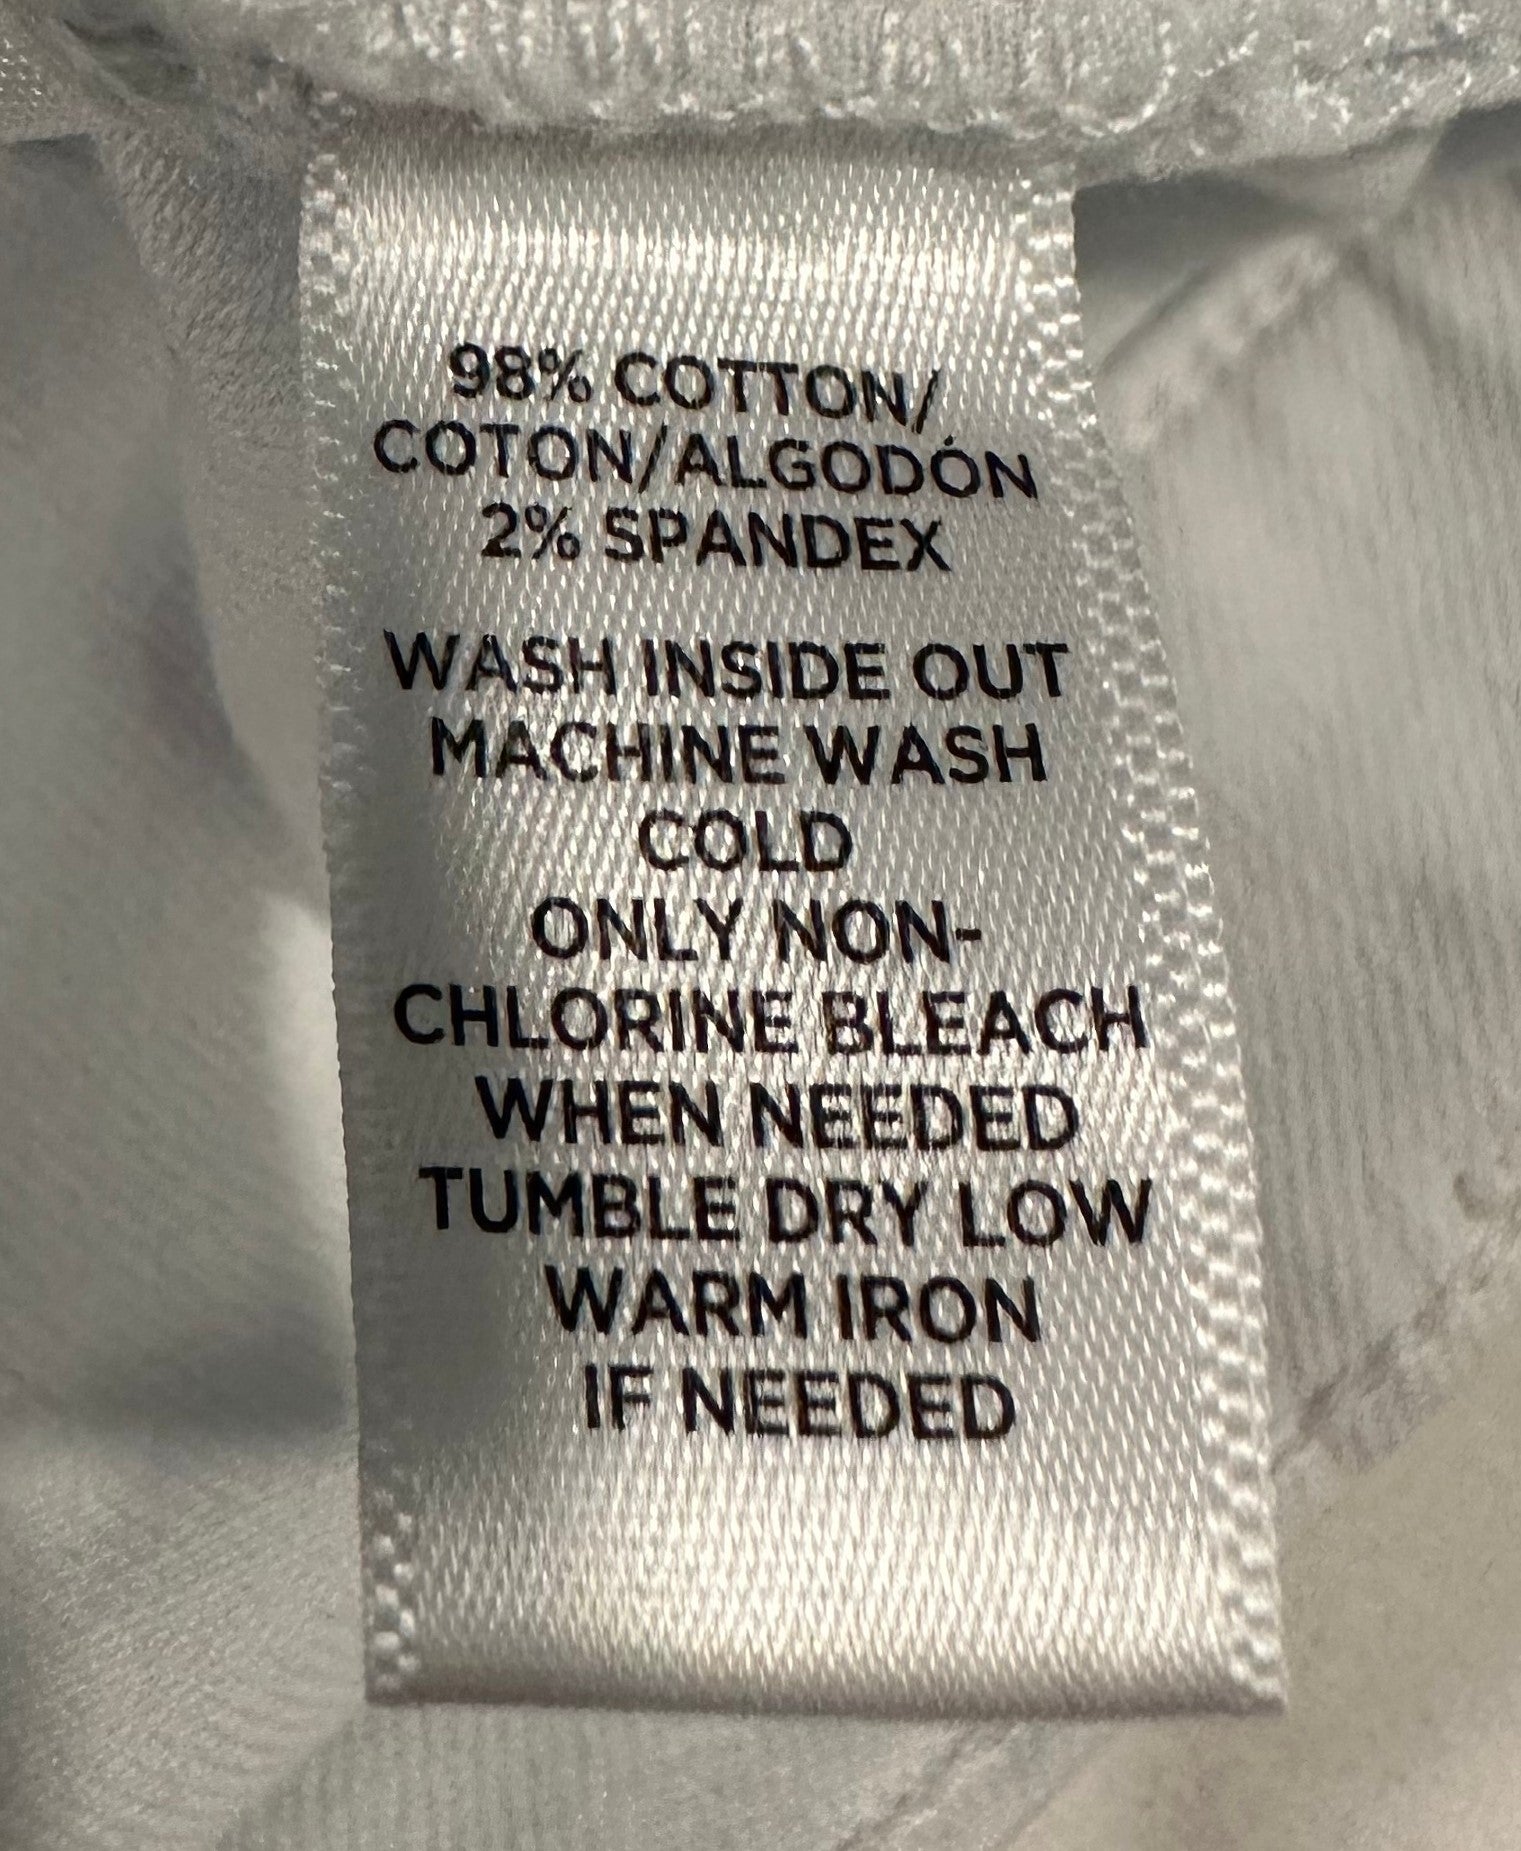 98% COTTON/
COTON/ALGODÓN
2% SPANDEX
WASH INSIDE OUT
MACHINE WASH
COLD
ONLY NON-
CHLORINE BLEACH
WHEN NEEDED
TUMBLE DRY LOW
WARM IRON
IF NEEDED